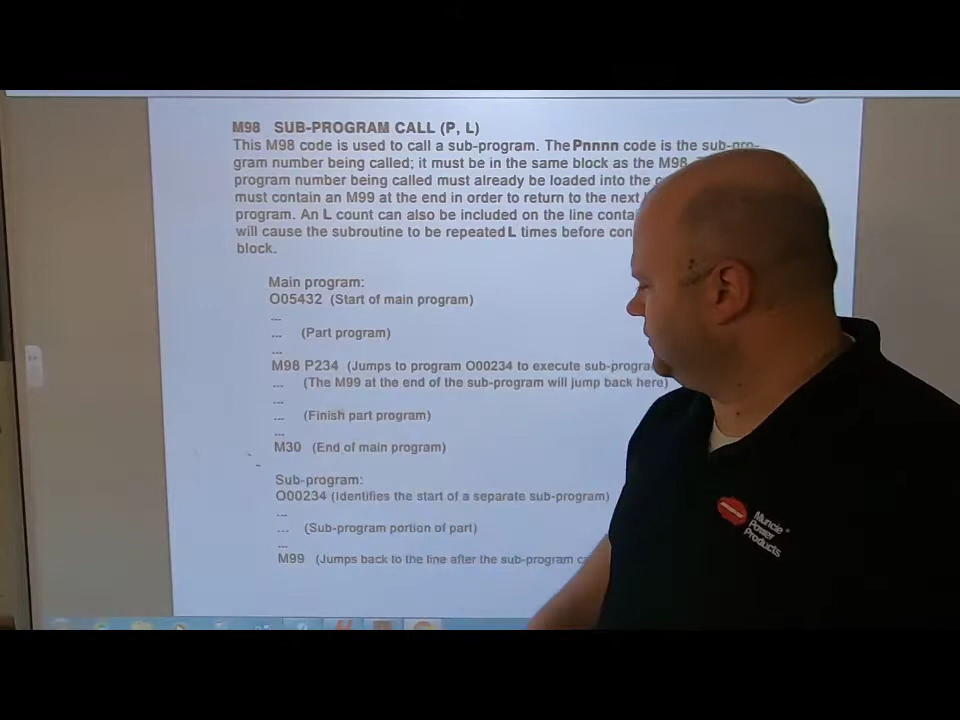 M98 SUB-PROGRAM CALL (P, L)
This M98 code is used to call a sub-program. The Pnnnn code is the sub-pro-
gram number being called; it must be in the same block as the M98.
program number being called must already be loaded into the
must contain an M99 at the end in order to return to the next
program. An L count can also be included on the line
will cause the subroutine to be repeated L times before
block.
Main program:
O05432 (Start of main program)
...
... (Part program)
...
M98 P234 (Jumps to program O00234 to execute
... (The M99 at the end of the sub-program will jump back here)
...
... (Finish part program)
...
M30 (End of main program)
Sub-program:
O00234 (Identifies the start of a separate sub-program)
...
... (Sub-program portion of part)
...
M99 (Jumps back to the line after the sub-program
Muncie
Power
Products